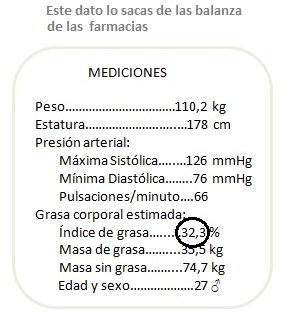 Este dato lo sacas de las balanza
de las farmacias
MEDICIONES
Peso.................................110,2 kg
Estatura..............................178 cm
Presión arterial:
Máxima Sistólica.......126 mmHg
Mínima Diastólica......76 mmHg
Pulsaciones/minuto....66
Grasa corporal estimada:
Índice de grasa........32,3%
Masa de grasa..........35,5 kg
Masa sin grasa.........74,7 kg
Edad y sexo...................27 ♂